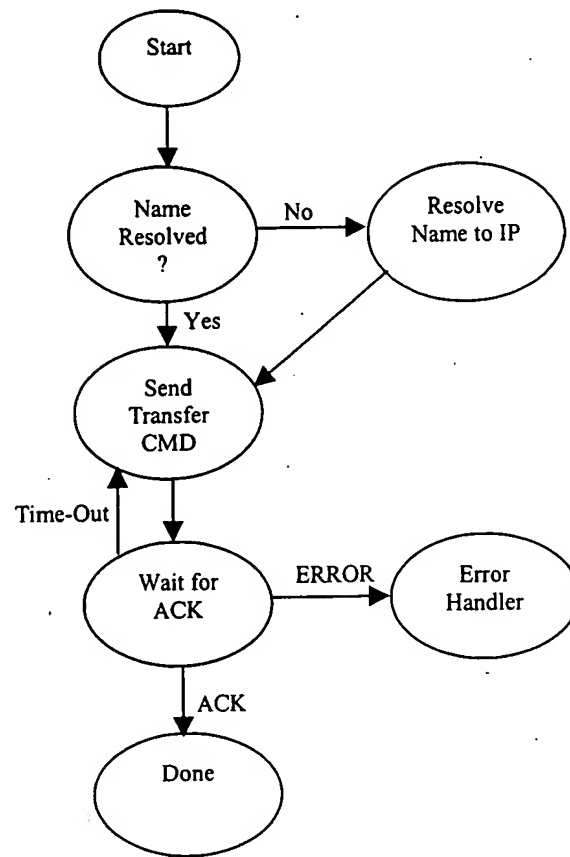 Start
Name
Resolved
?
No
Resolve
Name to IP
Yes
Send
Transfer
CMD
Time-Out
Wait for
ACK
ERROR
Error
Handler
ACK
Done